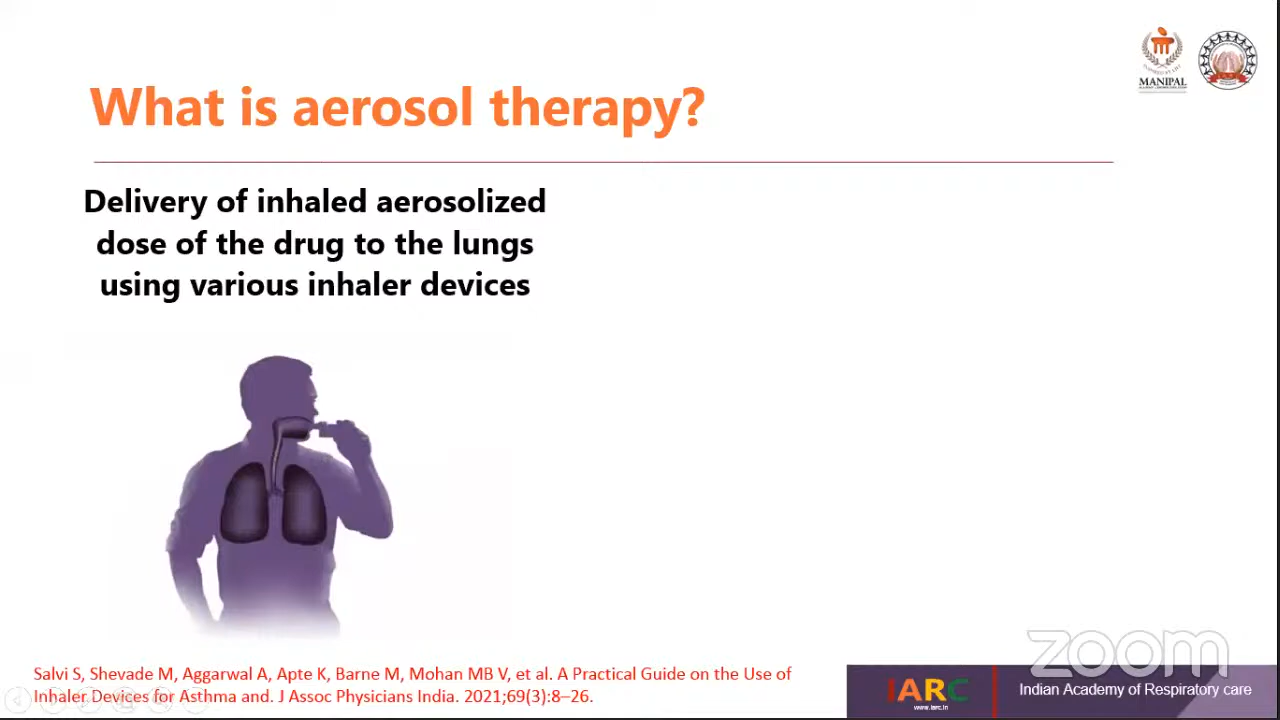 What is aerosol therapy?
MANIPAL
Delivery of inhaled aerosolized
dose of the drug to the lungs
using various inhaler devices
zoom
Salvi S, Shevade M, Aggarwal A, Apte K, Barne M, Mohan MB V, et al. A Practical Guide on the Use of
Inhaler Devices for Asthma and. J Assoc Physicians India. 2021;69(3):8–26.
IARC
www.iarc.in
Indian Academy of Respiratory care